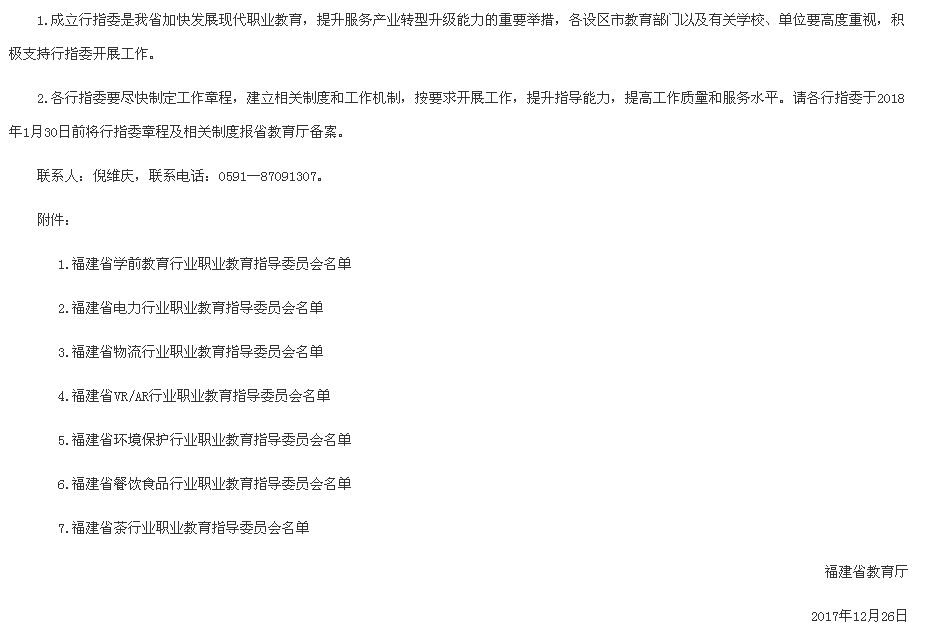 1.成立行指委是我省加快发展现代职业教育，提升服务产业转型升级能力的重要举措，各设区市教育部门以及有关学校、单位要高度重视，积
极支持行指委开展工作。
2.各行指委要尽快制定工作章程，建立相关制度和工作机制，按要求开展工作，提升指导能力，提高工作质量和服务水平。请各行指委于2018
年1月30日前将行指委章程及相关制度报省教育厅备案。
联系人：倪维庆，联系电话：0591—87091307。
附件：
1.福建省学前教育行业职业教育指导委员会名单
2.福建省电力行业职业教育指导委员会名单
3.福建省物流行业职业教育指导委员会名单
4.福建省VR/AR行业职业教育指导委员会名单
5.福建省环境保护行业职业教育指导委员会名单
6.福建省餐饮食品行业职业教育指导委员会名单
7.福建省茶行业职业教育指导委员会名单
福建省教育厅
2017年12月26日